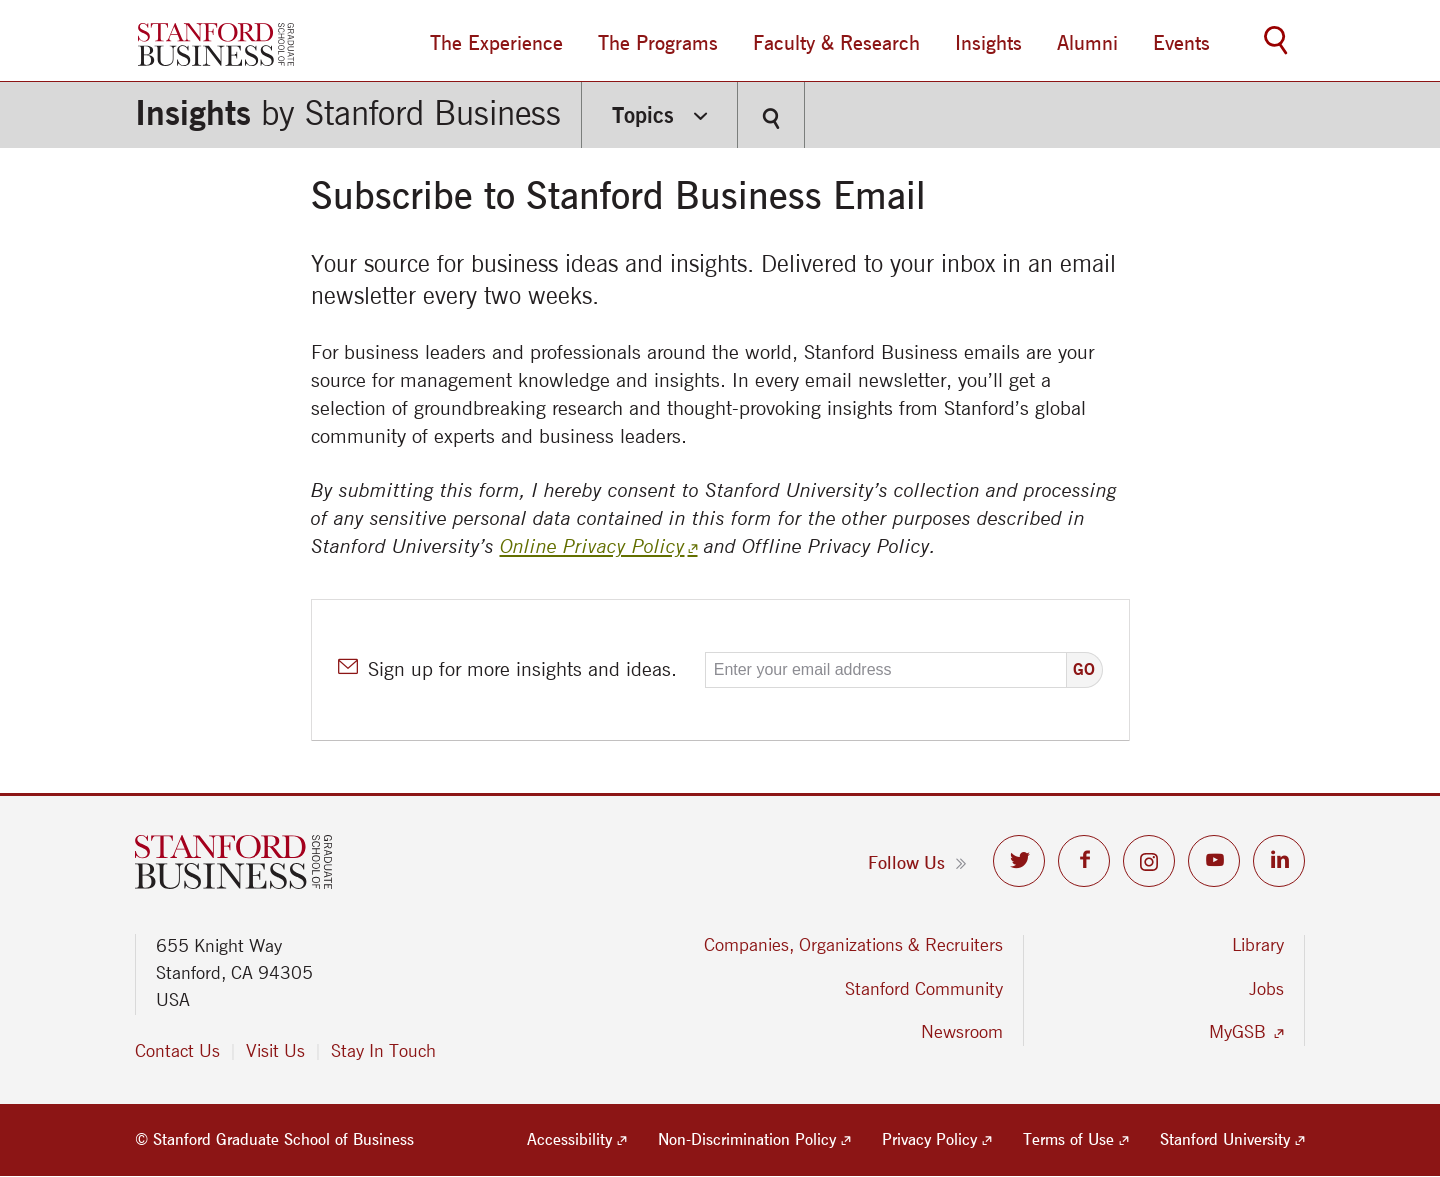 STANFORD
BUSINESS
GRADUATE
SCHOOL OF
The Experience
The Programs
Faculty & Research
Insights
Alumni
Events
Insights by Stanford Business
Topics
Subscribe to Stanford Business Email
Your source for business ideas and insights. Delivered to your inbox in an email
newsletter every two weeks.
For business leaders and professionals around the world, Stanford Business emails are your
source for management knowledge and insights. In every email newsletter, you’ll get a
selection of groundbreaking research and thought-provoking insights from Stanford’s global
community of experts and business leaders.
By submitting this form, I hereby consent to Stanford University’s collection and processing
of any sensitive personal data contained in this form for the other purposes described in
Stanford University’s Online Privacy Policy and Offline Privacy Policy.
Sign up for more insights and ideas.
Enter your email address
GO
STANFORD
BUSINESS
GRADUATE
SCHOOL OF
Follow Us
655 Knight Way
Stanford, CA 94305
USA
Contact Us
Visit Us
Stay In Touch
Companies, Organizations & Recruiters
Stanford Community
Newsroom
Library
Jobs
MyGSB
© Stanford Graduate School of Business
Accessibility
Non-Discrimination Policy
Privacy Policy
Terms of Use
Stanford University